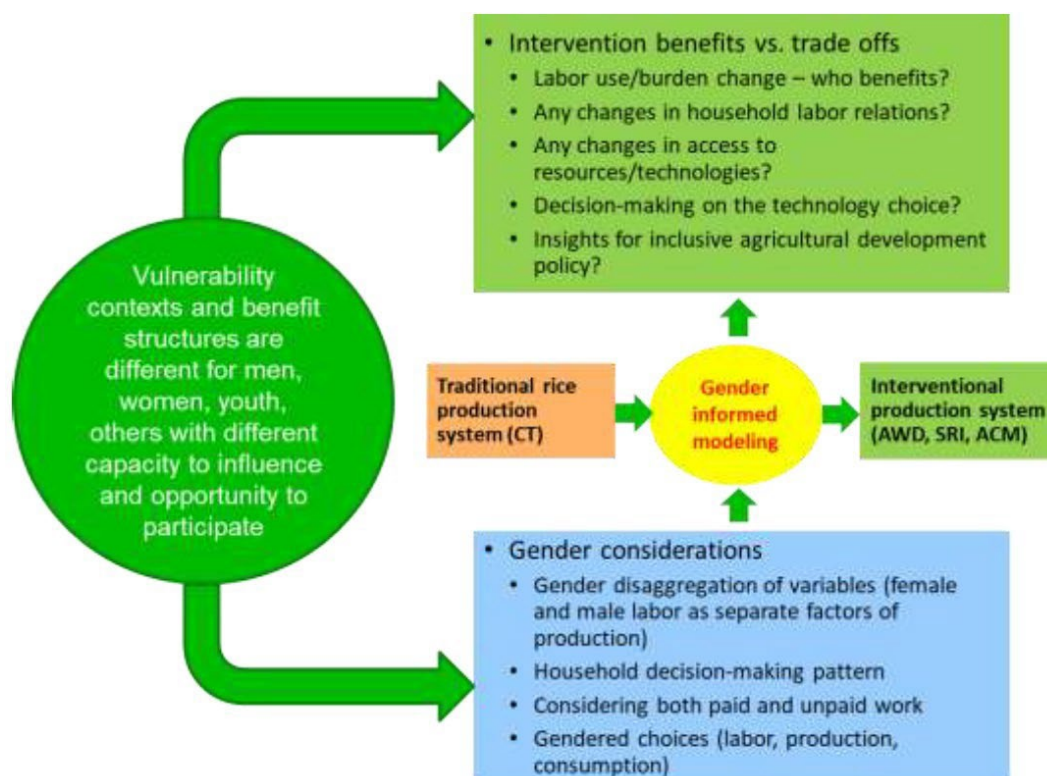 • Intervention benefits vs. trade offs
• Labor use/burden change – who benefits?
• Any changes in household labor relations?
• Any changes in access to
resources/technologies?
• Decision-making on the technology choice?
• Insights for inclusive agricultural development
policy?
Vulnerability
contexts and benefit
structures are
different for men,
women, youth,
others with different
capacity to influence
and opportunity to
participate
Traditional rice
production
system (CT)
Gender
informed
modeling
Interventional
production system
(AWD, SRI, ACM)
• Gender considerations
• Gender disaggregation of variables (female
and male labor as separate factors of
production)
• Household decision-making pattern
• Considering both paid and unpaid work
• Gendered choices (labor, production,
consumption)